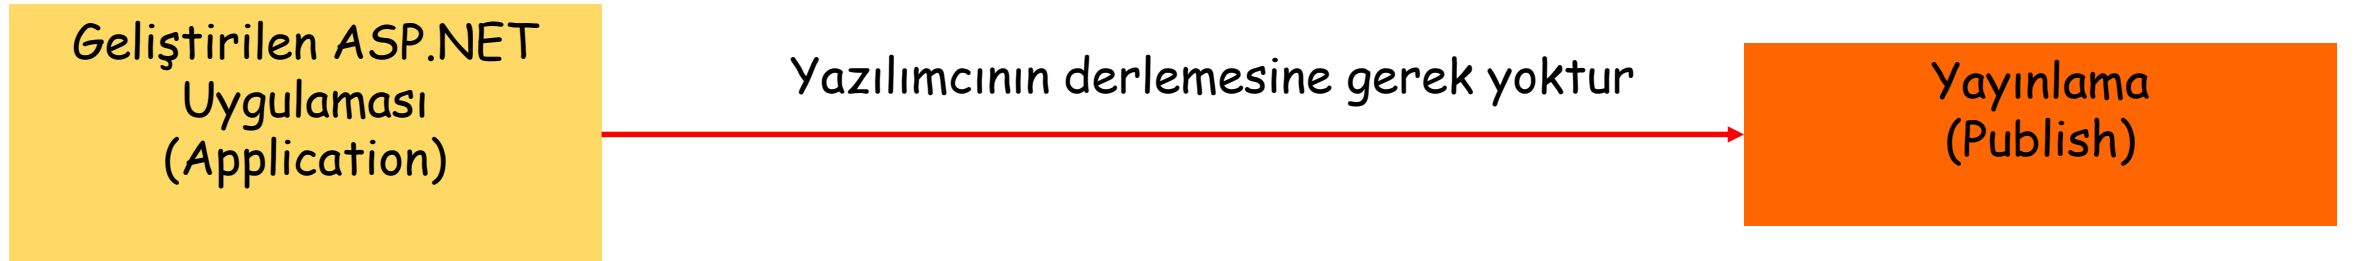 Geliştirilen ASP.NET
Uygulaması
(Application)
Yazılımcının derlemesine gerek yoktur
Yayınlama
(Publish)